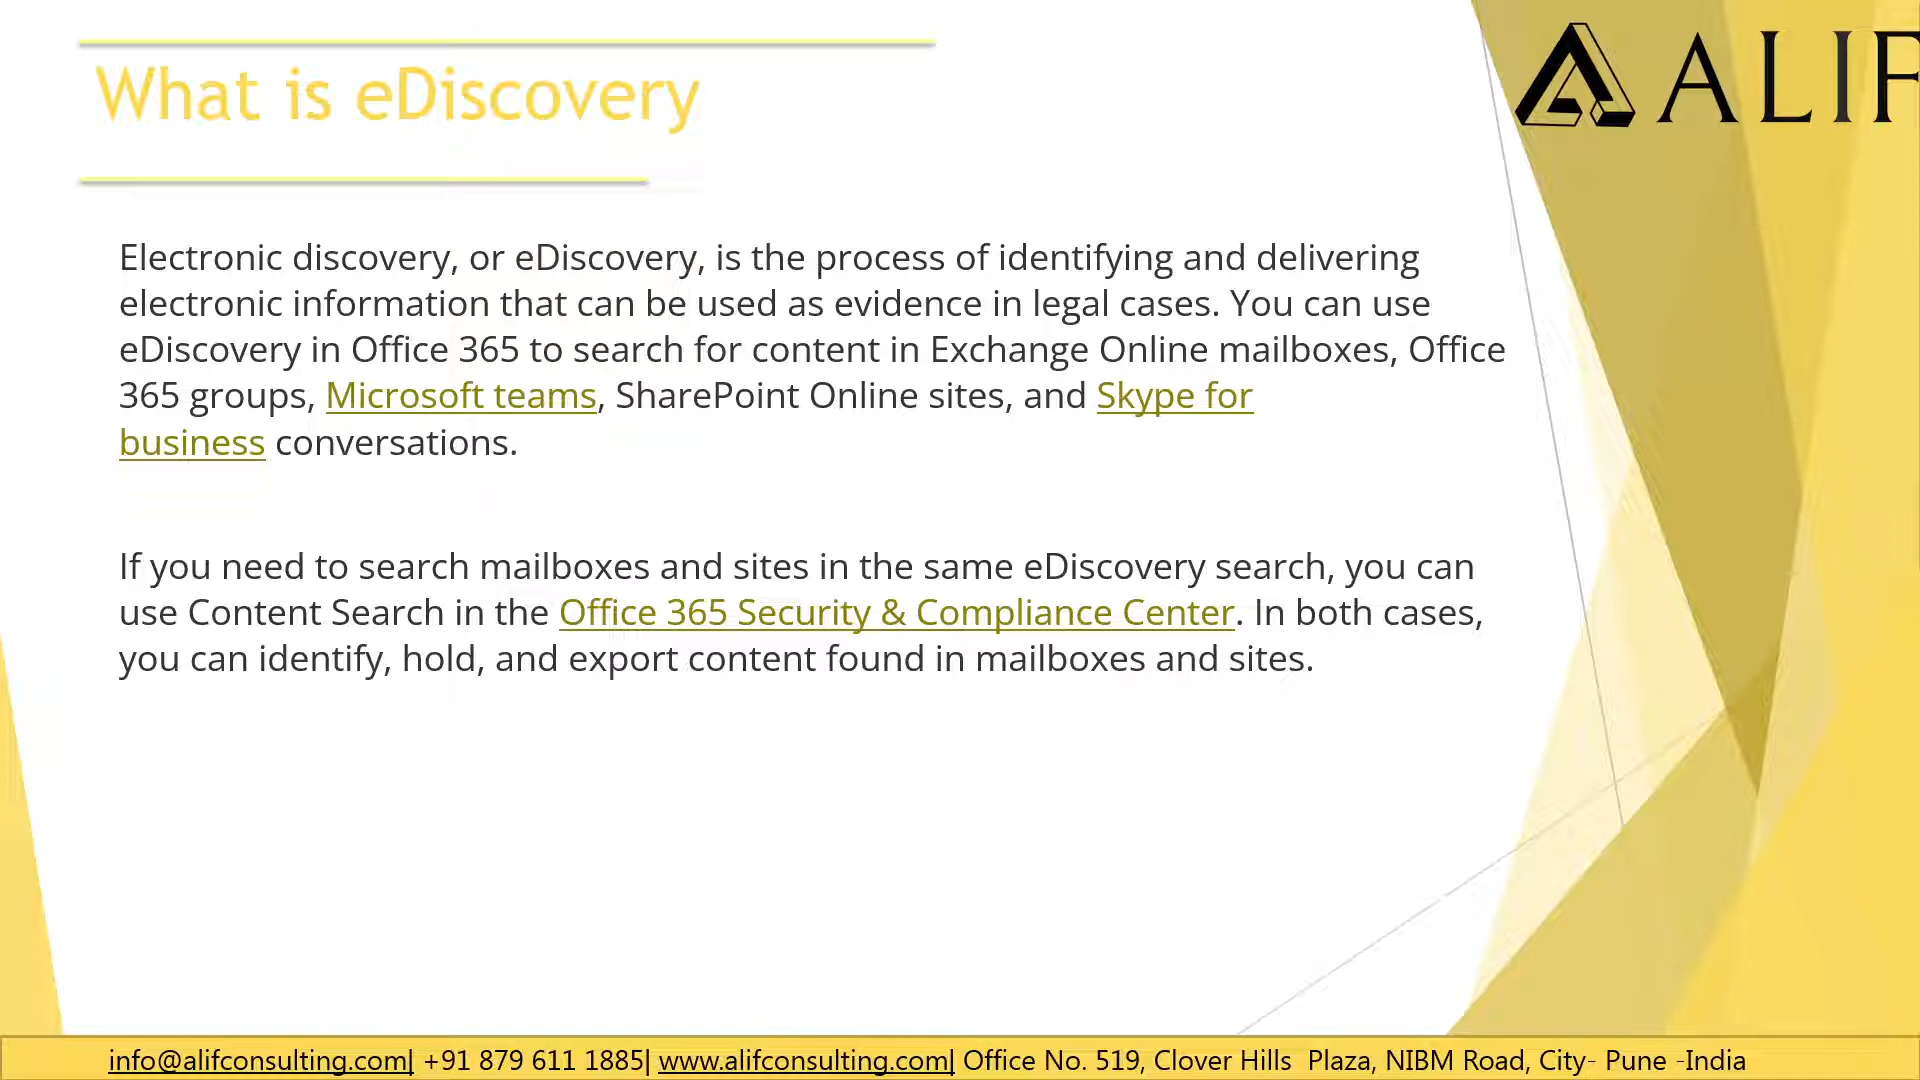 ALIF
What is eDiscovery
Electronic discovery, or eDiscovery, is the process of identifying and delivering
electronic information that can be used as evidence in legal cases. You can use
eDiscovery in Office 365 to search for content in Exchange Online mailboxes, Office
365 groups, Microsoft teams, SharePoint Online sites, and Skype for
business conversations.
If you need to search mailboxes and sites in the same eDiscovery search, you can
use Content Search in the Office 365 Security & Compliance Center. In both cases,
you can identify, hold, and export content found in mailboxes and sites.
info@alifconsulting.com| +91 879 611 1885| www.alifconsulting.com| Office No. 519, Clover Hills Plaza, NIBM Road, City- Pune -India